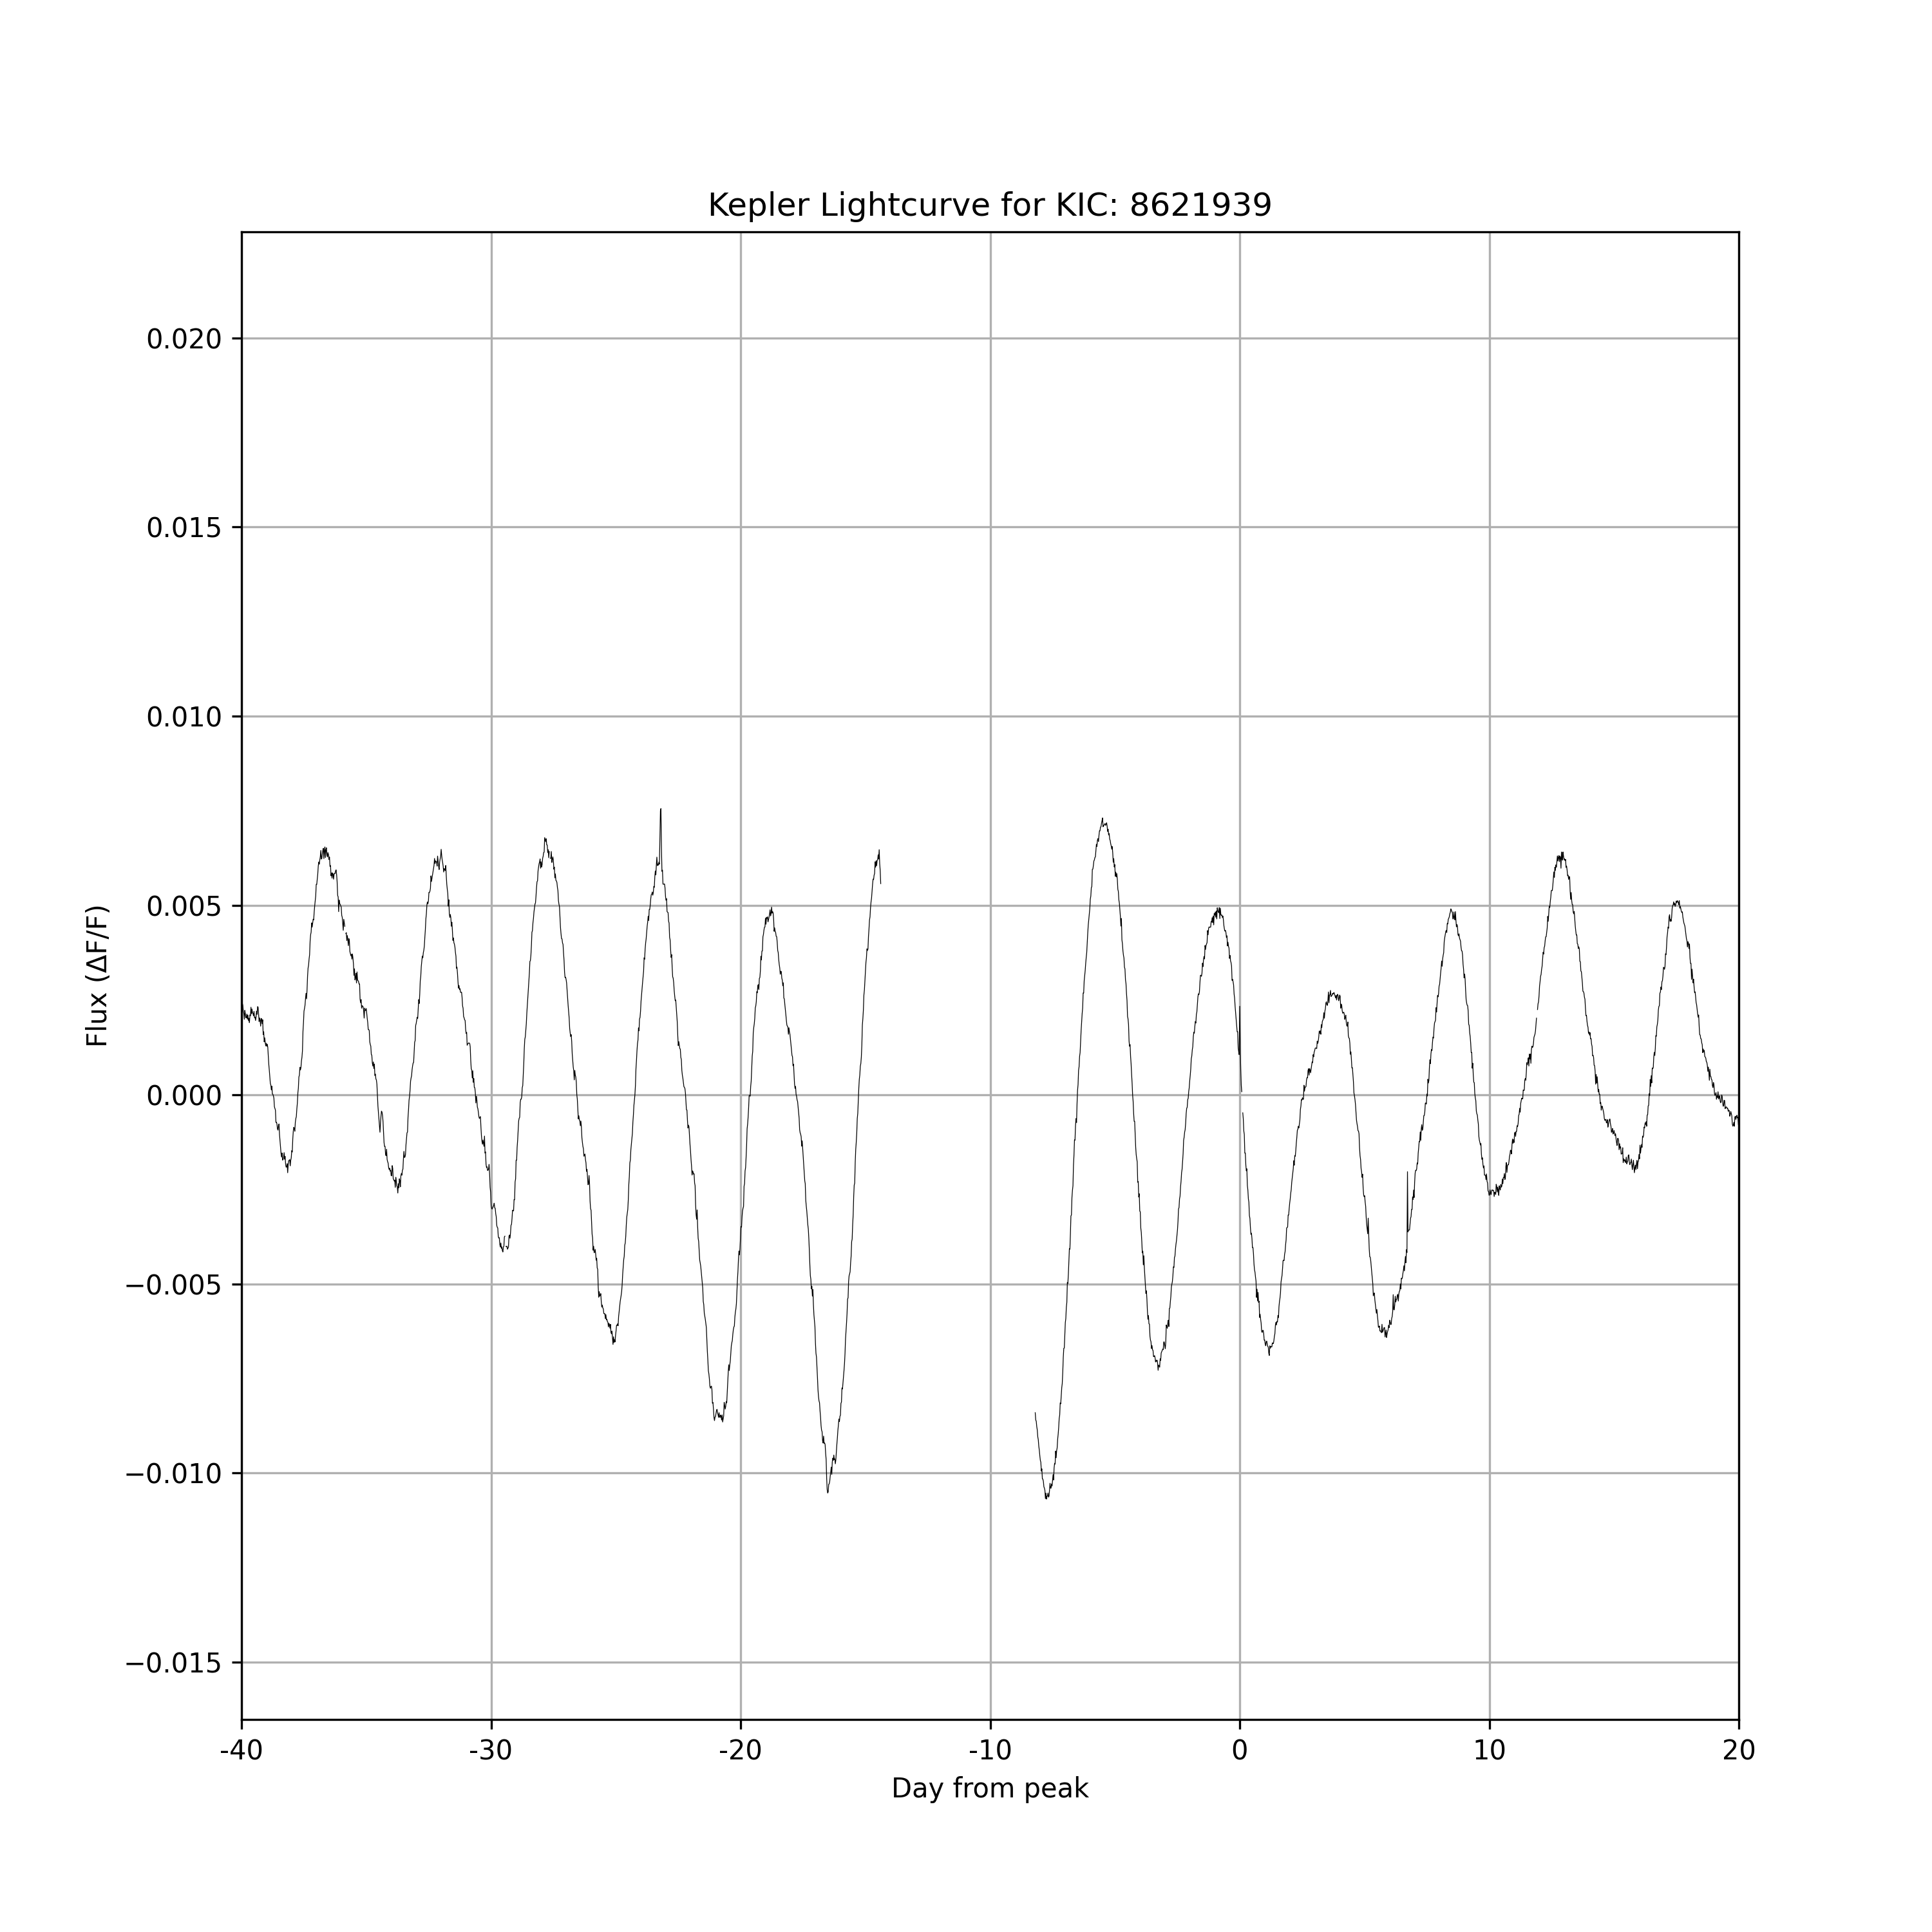 Kepler Lightcurve for KIC: 8621939
0.020
0.015
0.010
0.005
0.000
−0.005
−0.010
−0.015
Flux (ΔF/F)
-40 -30 -20 -10 0 10 20
Day from peak